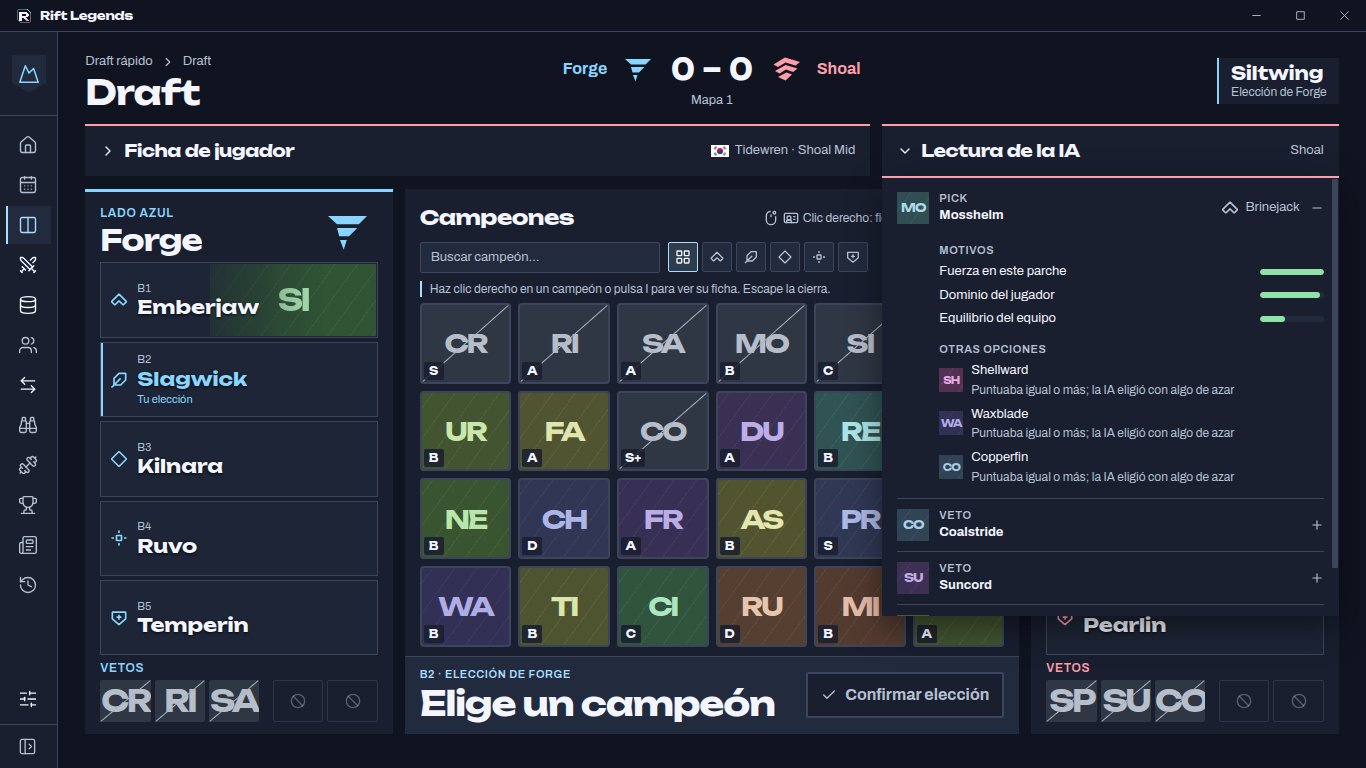 Rift Legends
Draft rápido > Draft
Draft
Forge 0 – 0 Shoal
Mapa 1
Siltwing
Elección de Forge
Ficha de jugador
Tidewren · Shoal Mid
Lectura de la IA
Shoal
LADO AZUL
Forge
B1
Emberjaw
SI
B2
Slagwick
Tu elección
B3
Kilnara
B4
Ruvo
B5
Temperin
VETOS
CR RI SA
Campeones
Clic derecho: fi
Buscar campeón...
Haz clic derecho en un campeón o pulsa I para ver su ficha. Escape la cierra.
CR RI SA MO SI
S A A B C
UR FA CO DU RE
B A S+ A B
NE CH FR AS PR
B D A B S
WA TI CI RU MI
B B C D B A
B2 · ELECCIÓN DE FORGE
Elige un campeón
Confirmar elección
MO
PICK
Mosshelm
Brinejack
MOTIVOS
Fuerza en este parche
Dominio del jugador
Equilibrio del equipo
OTRAS OPCIONES
SH
Shellward
Puntuaba igual o más; la IA eligió con algo de azar
WA
Waxblade
Puntuaba igual o más; la IA eligió con algo de azar
CO
Copperfin
Puntuaba igual o más; la IA eligió con algo de azar
CO
VETO
Coalstride
SU
VETO
Suncord
Pearlin
VETOS
SP SU CO